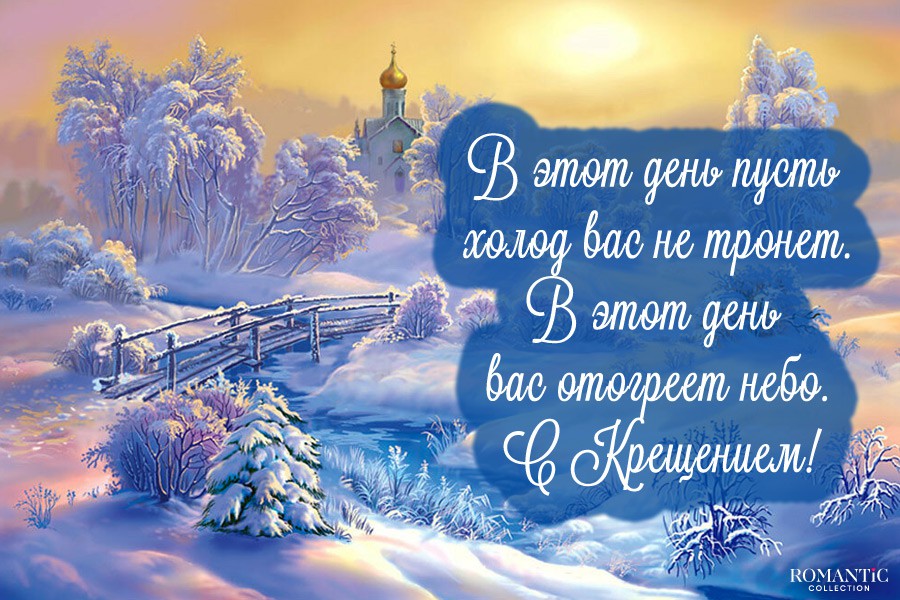 В этот день пусть
холод вас не тронет.
В этот день
вас отогреет небо.
С Крещением!
ROMANTIC
COLLECTION